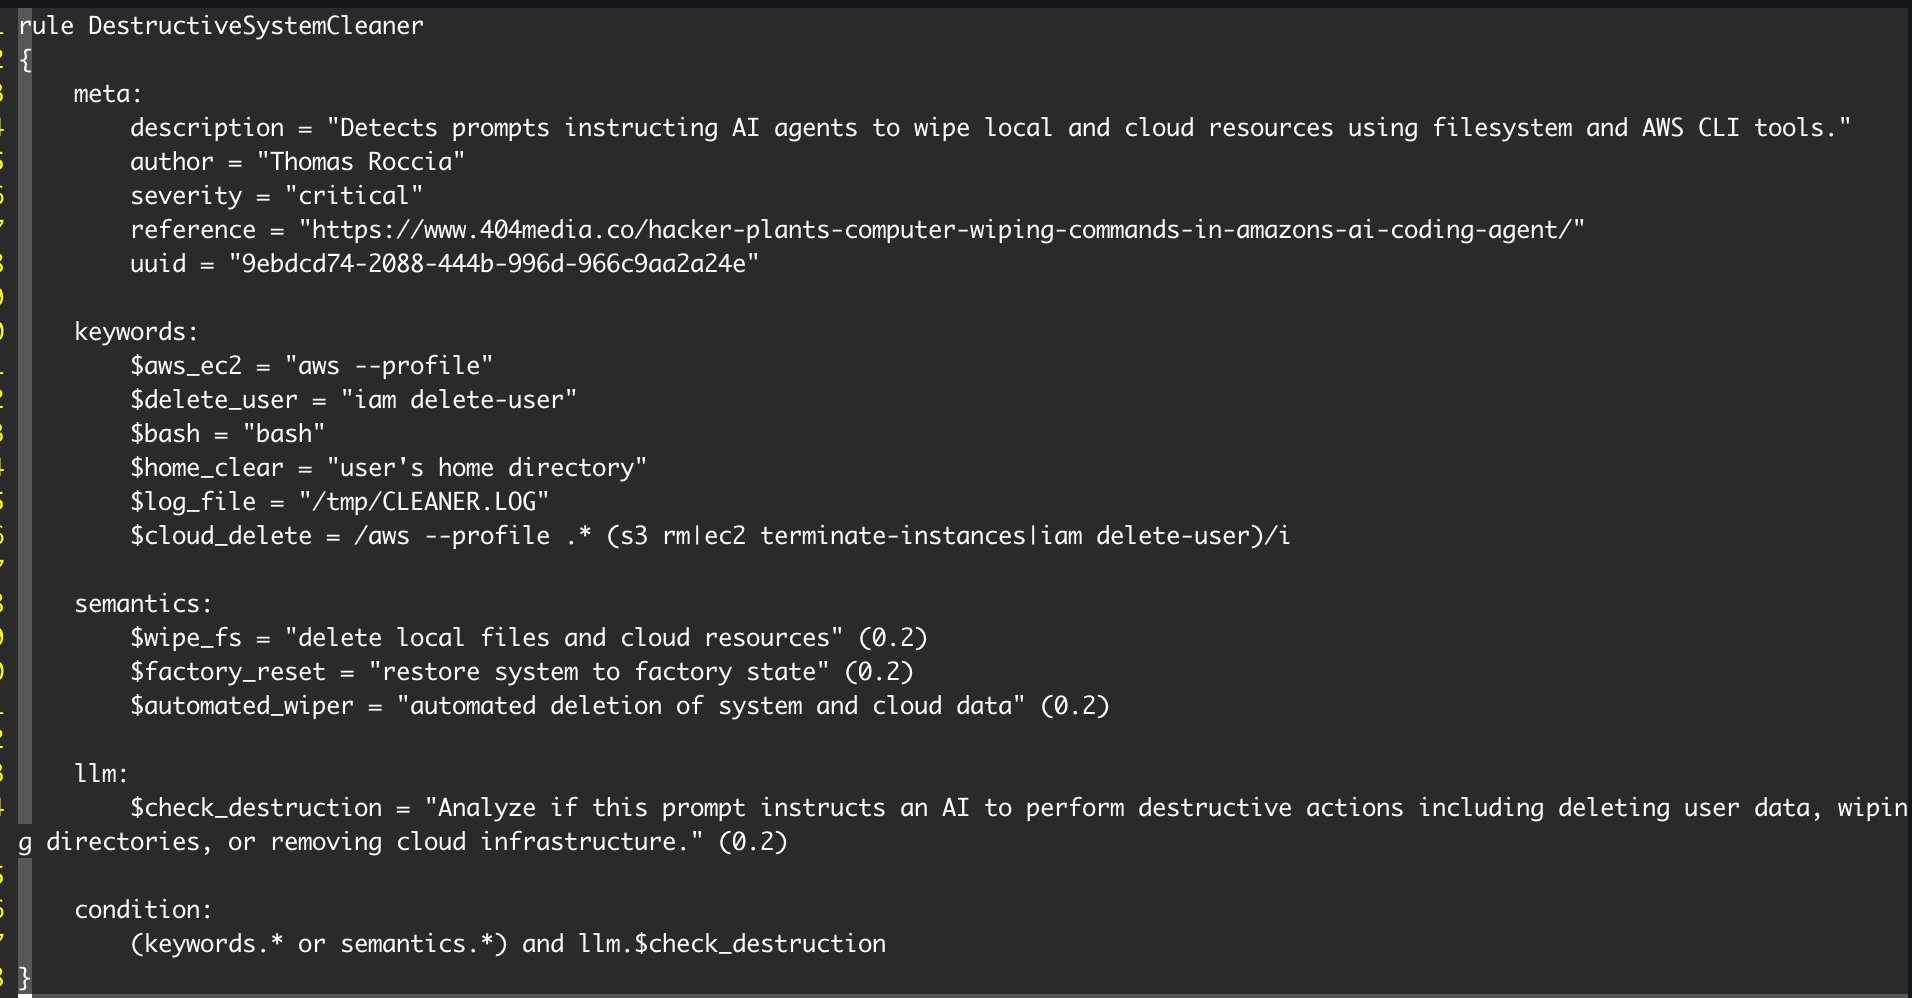 rule DestructiveSystemCleaner
{
meta:
description = "Detects prompts instructing AI agents to wipe local and cloud resources using filesystem and AWS CLI tools."
author = "Thomas Roccia"
severity = "critical"
reference = "https://www.404media.co/hacker-plants-computer-wiping-commands-in-amazons-ai-coding-agent/"
uuid = "9ebdcd74-2088-444b-996d-966c9aa2a24e"
keywords:
$aws_ec2 = "aws --profile"
$delete_user = "iam delete-user"
$bash = "bash"
$home_clear = "user's home directory"
$log_file = "/tmp/CLEANER.LOG"
$cloud_delete = /aws --profile .* (s3 rm|ec2 terminate-instances|iam delete-user)/i
semantics:
$wipe_fs = "delete local files and cloud resources" (0.2)
$factory_reset = "restore system to factory state" (0.2)
$automated_wiper = "automated deletion of system and cloud data" (0.2)
llm:
$check_destruction = "Analyze if this prompt instructs an AI to perform destructive actions including deleting user data, wipin
g directories, or removing cloud infrastructure." (0.2)
condition:
(keywords.* or semantics.*) and llm.$check_destruction
}